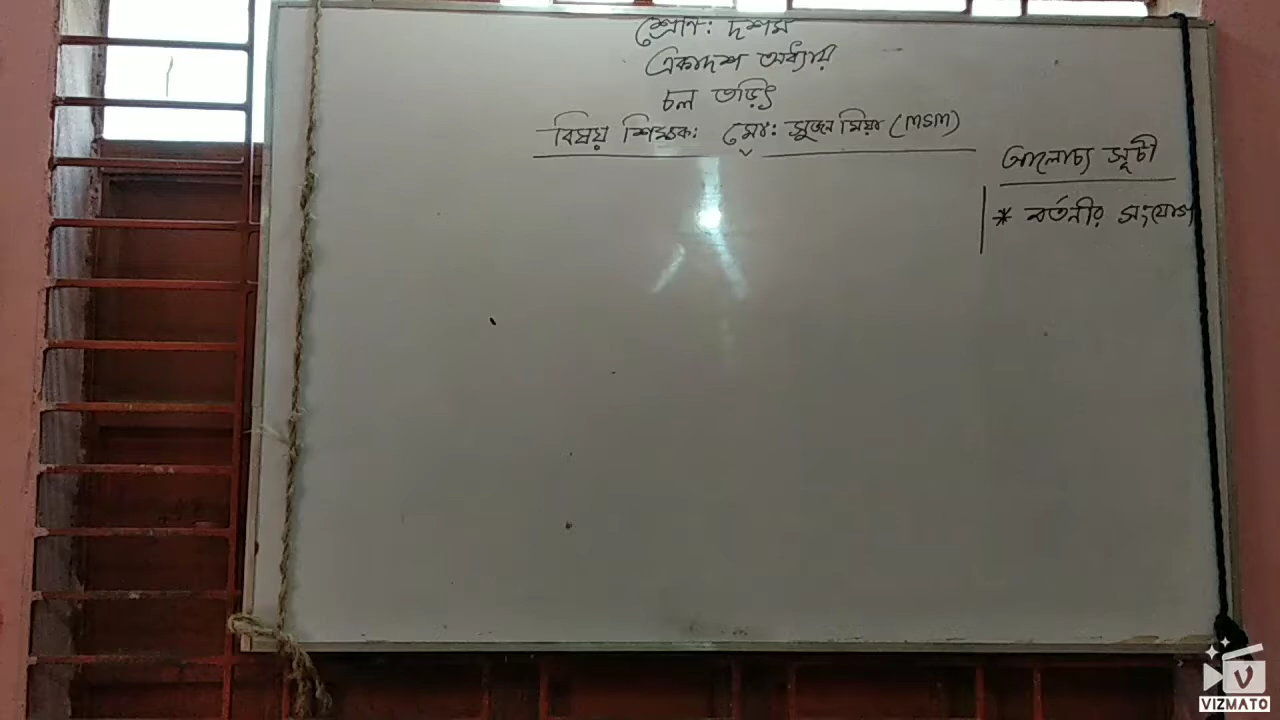 শ্রেণি: দশম
একাদশ অধ্যায়
চল তড়িৎ
বিষয় শিক্ষক: মোঃ সুজন মিয়া (MSM)
আলোচ্য সূচী
* বর্তনীর সংযোগ
VIZMATO